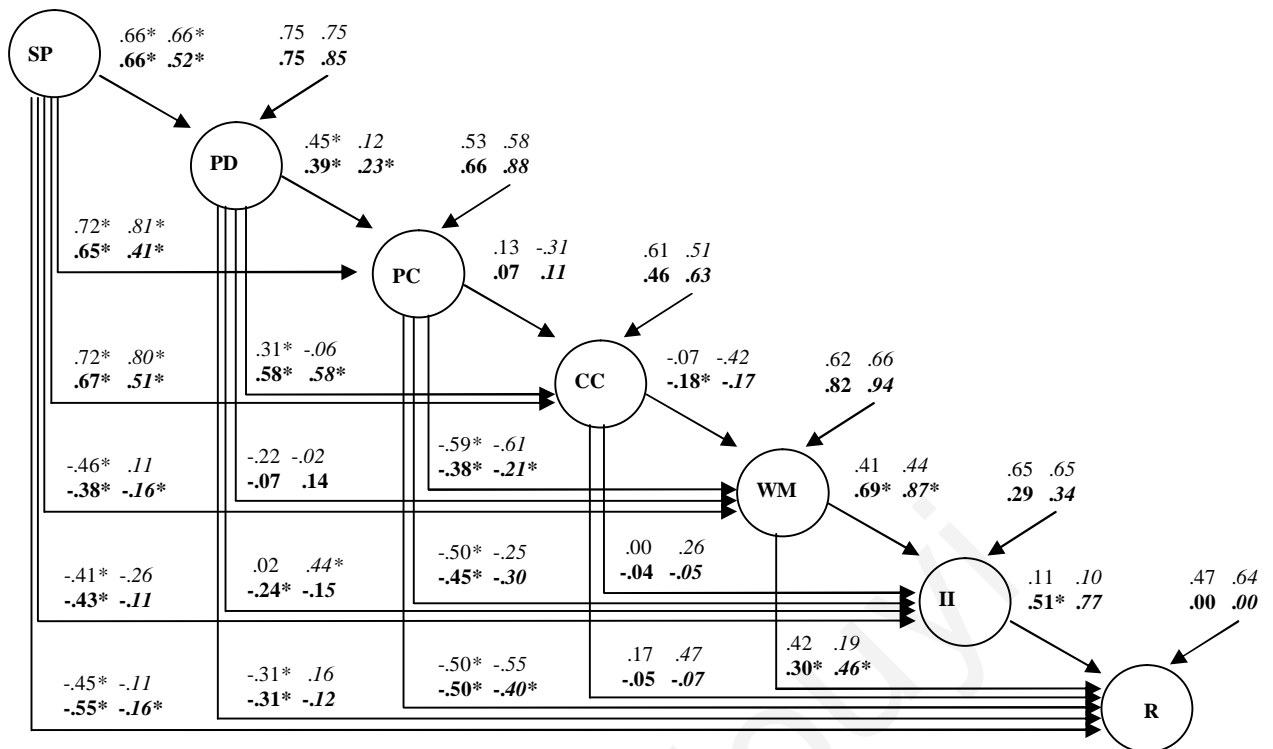 .66* .66* .75 .75
SP .66* .52* .75 .85
.45* .12 .53 .58
PD .39* .23* .66 .88
.72* .81* .13 -.31 .61 .51
.65* .41* PC .07 .11 .46 .63
.72* .80* .31* -.06 -.07 -.42 .62 .66
.67* .51* .58* .58* CC -.18* -.17 .82 .94
-.46* .11 -.22 -.02 -.59* -.61 .41 .44 .65 .65
-.38* -.16* -.07 .14 -.38* -.21* WM .69* .87* .29 .34
-.41* -.26 .02 .44* -.50* -.25 .00 .26 .11 .10 .47 .64
-.43* -.11 -.24* -.15 -.45* -.30 -.04 -.05 II .51* .77 .00 .00
-.45* -.11 -.31* .16 -.50* -.55 .17 .47 .42 .19
-.55* -.16* -.31* -.12 -.50* -.40* -.05 -.07 .30* .46*
R